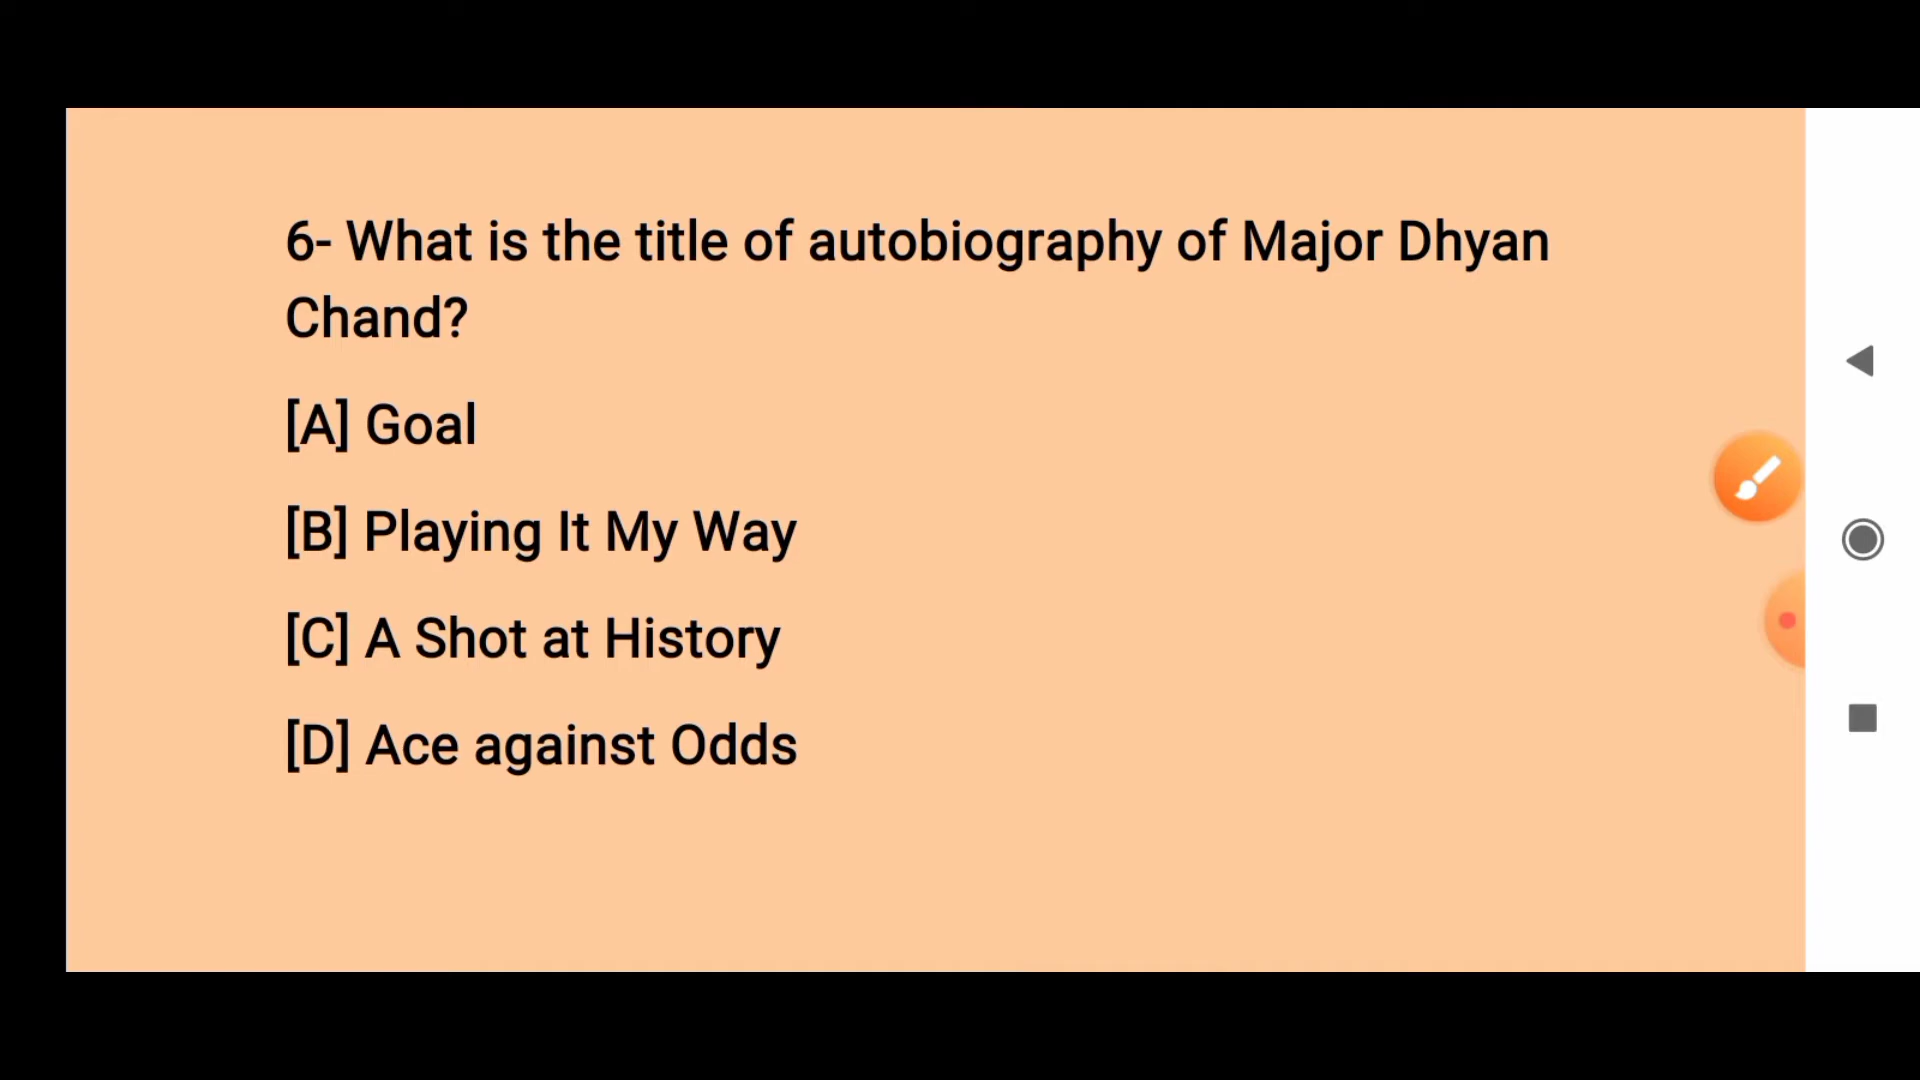 6- What is the title of autobiography of Major Dhyan
Chand?
[A] Goal
[B] Playing It My Way
[C] A Shot at History
[D] Ace against Odds